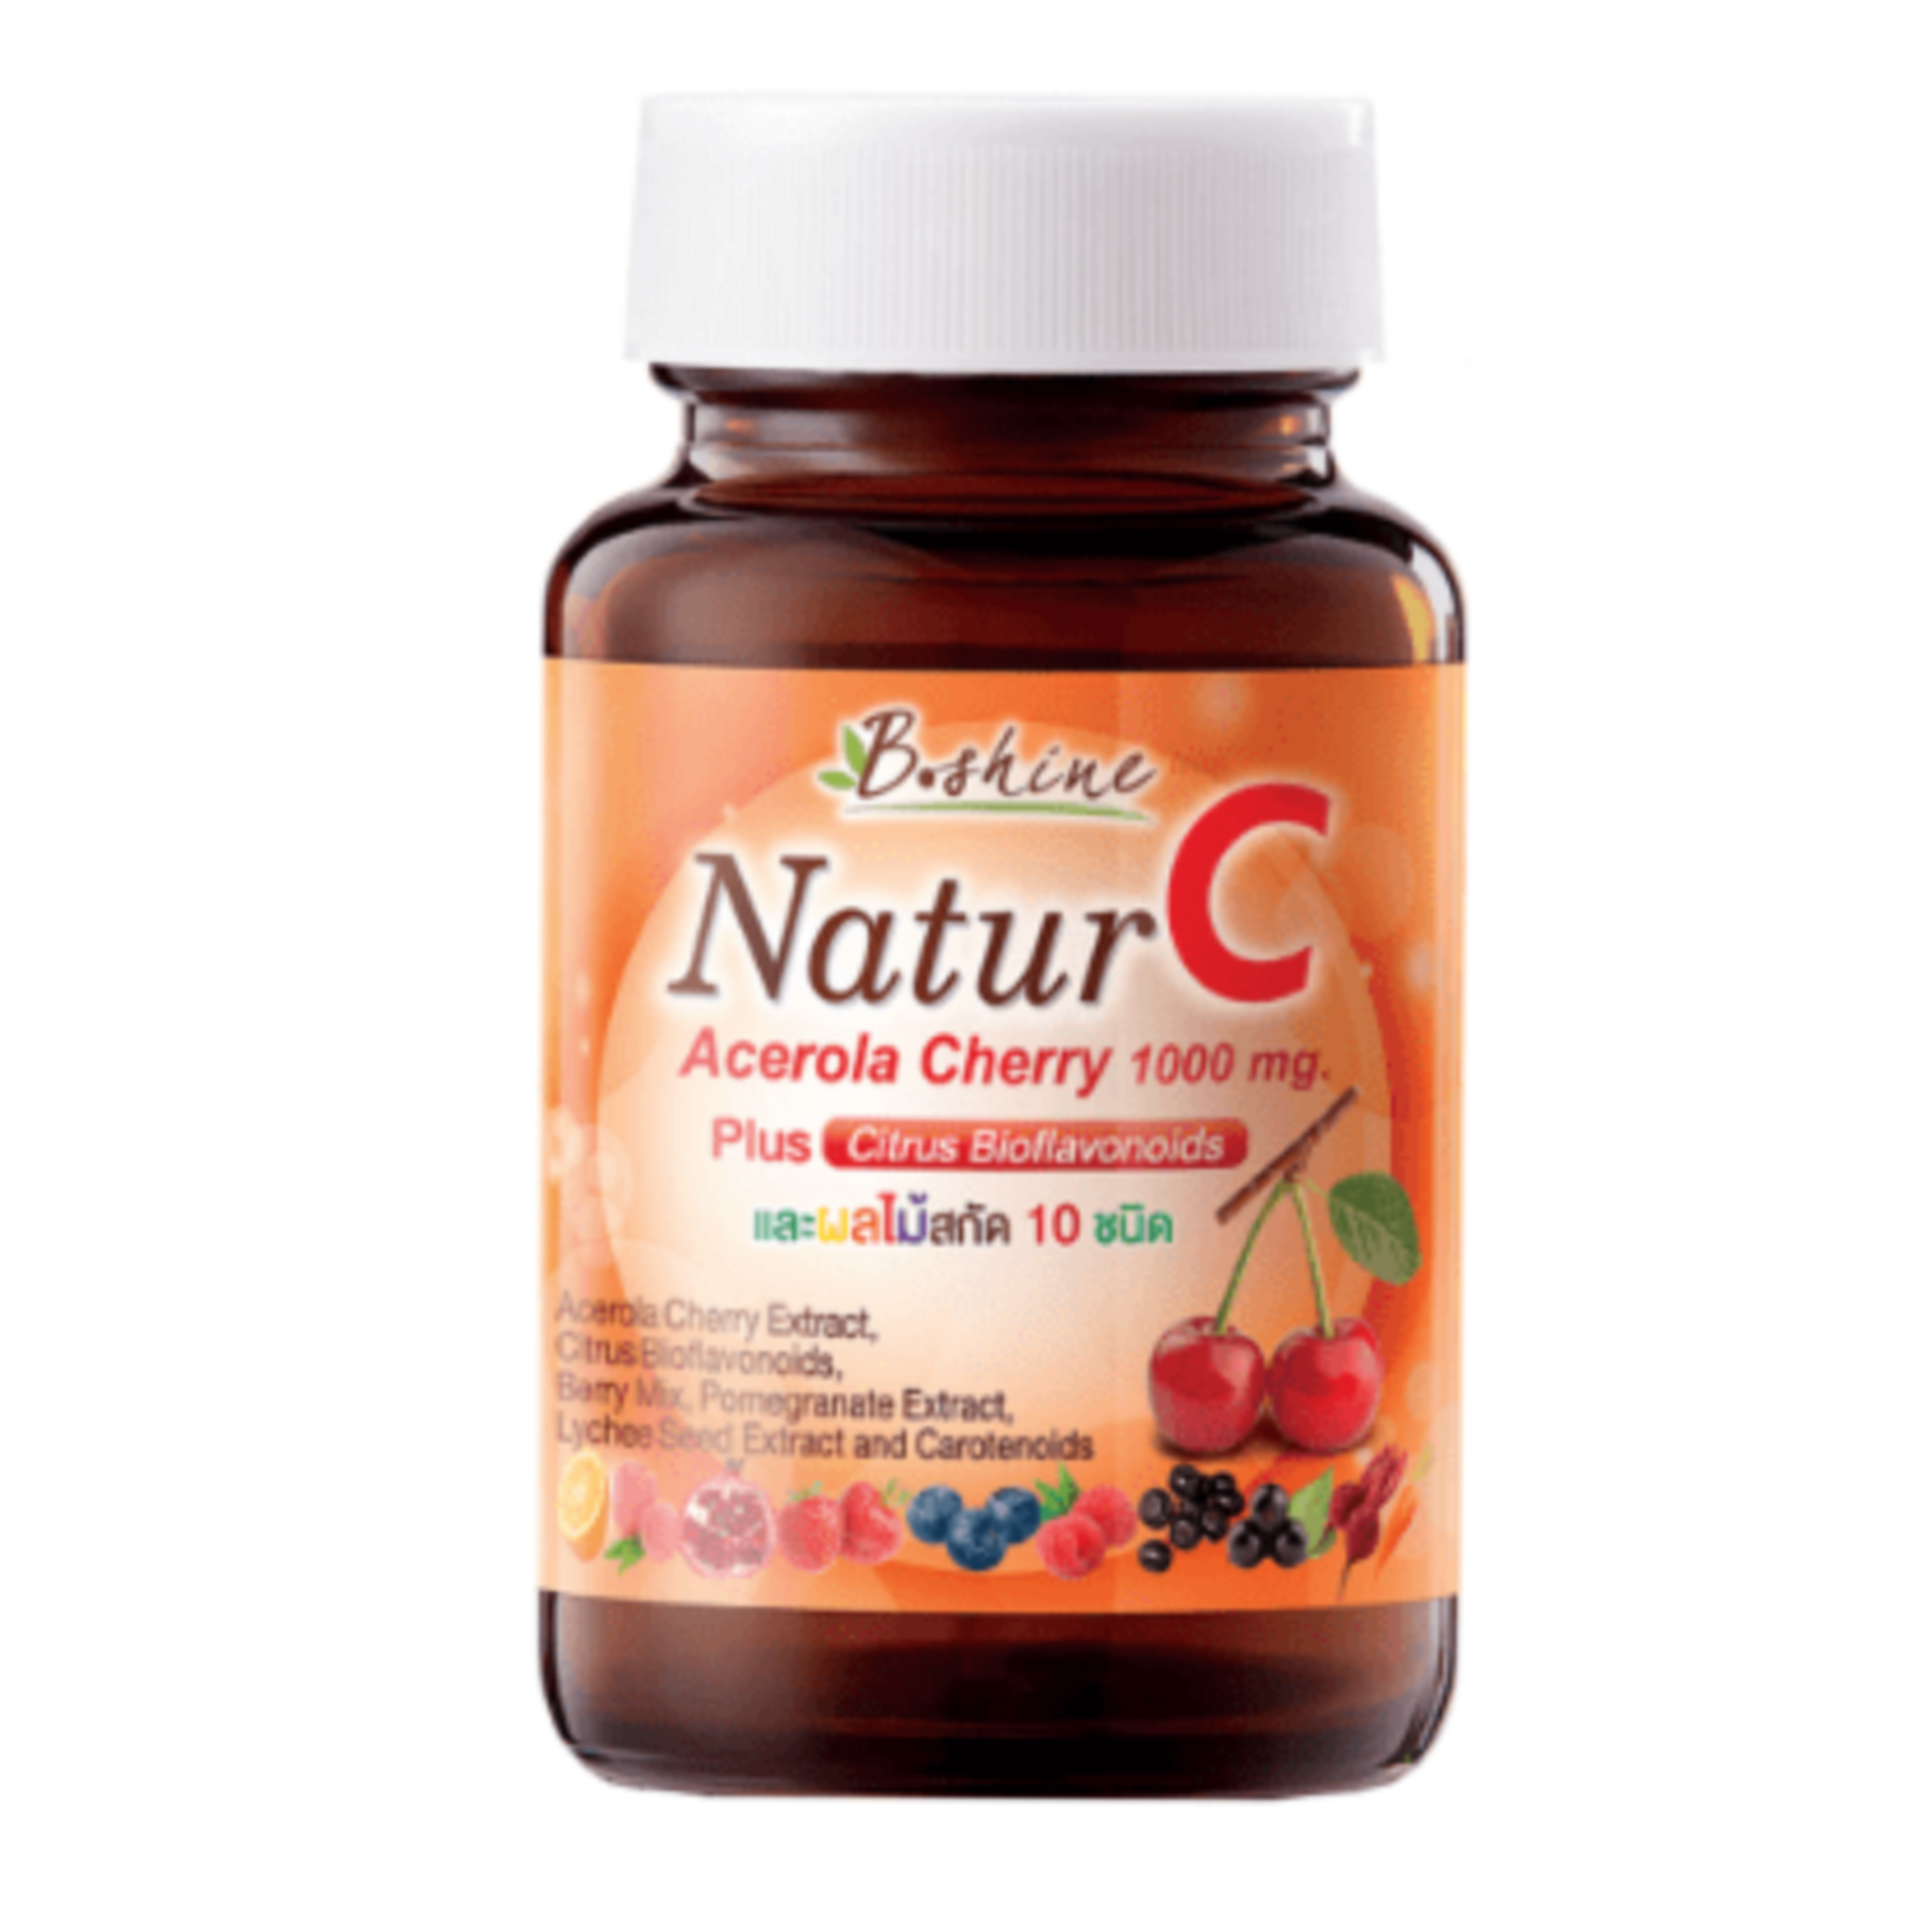 B.shine
NaturC
Acerola Cherry 1000 mg.
Plus Citrus Bioflavonoids
และผลไม้สกัด 10 ชนิด
Acerola Cherry Extract,
Citrus Bioflavonoids,
Berry Mix, Pomegranate Extract,
Lychee Seed Extract and Carotenoids